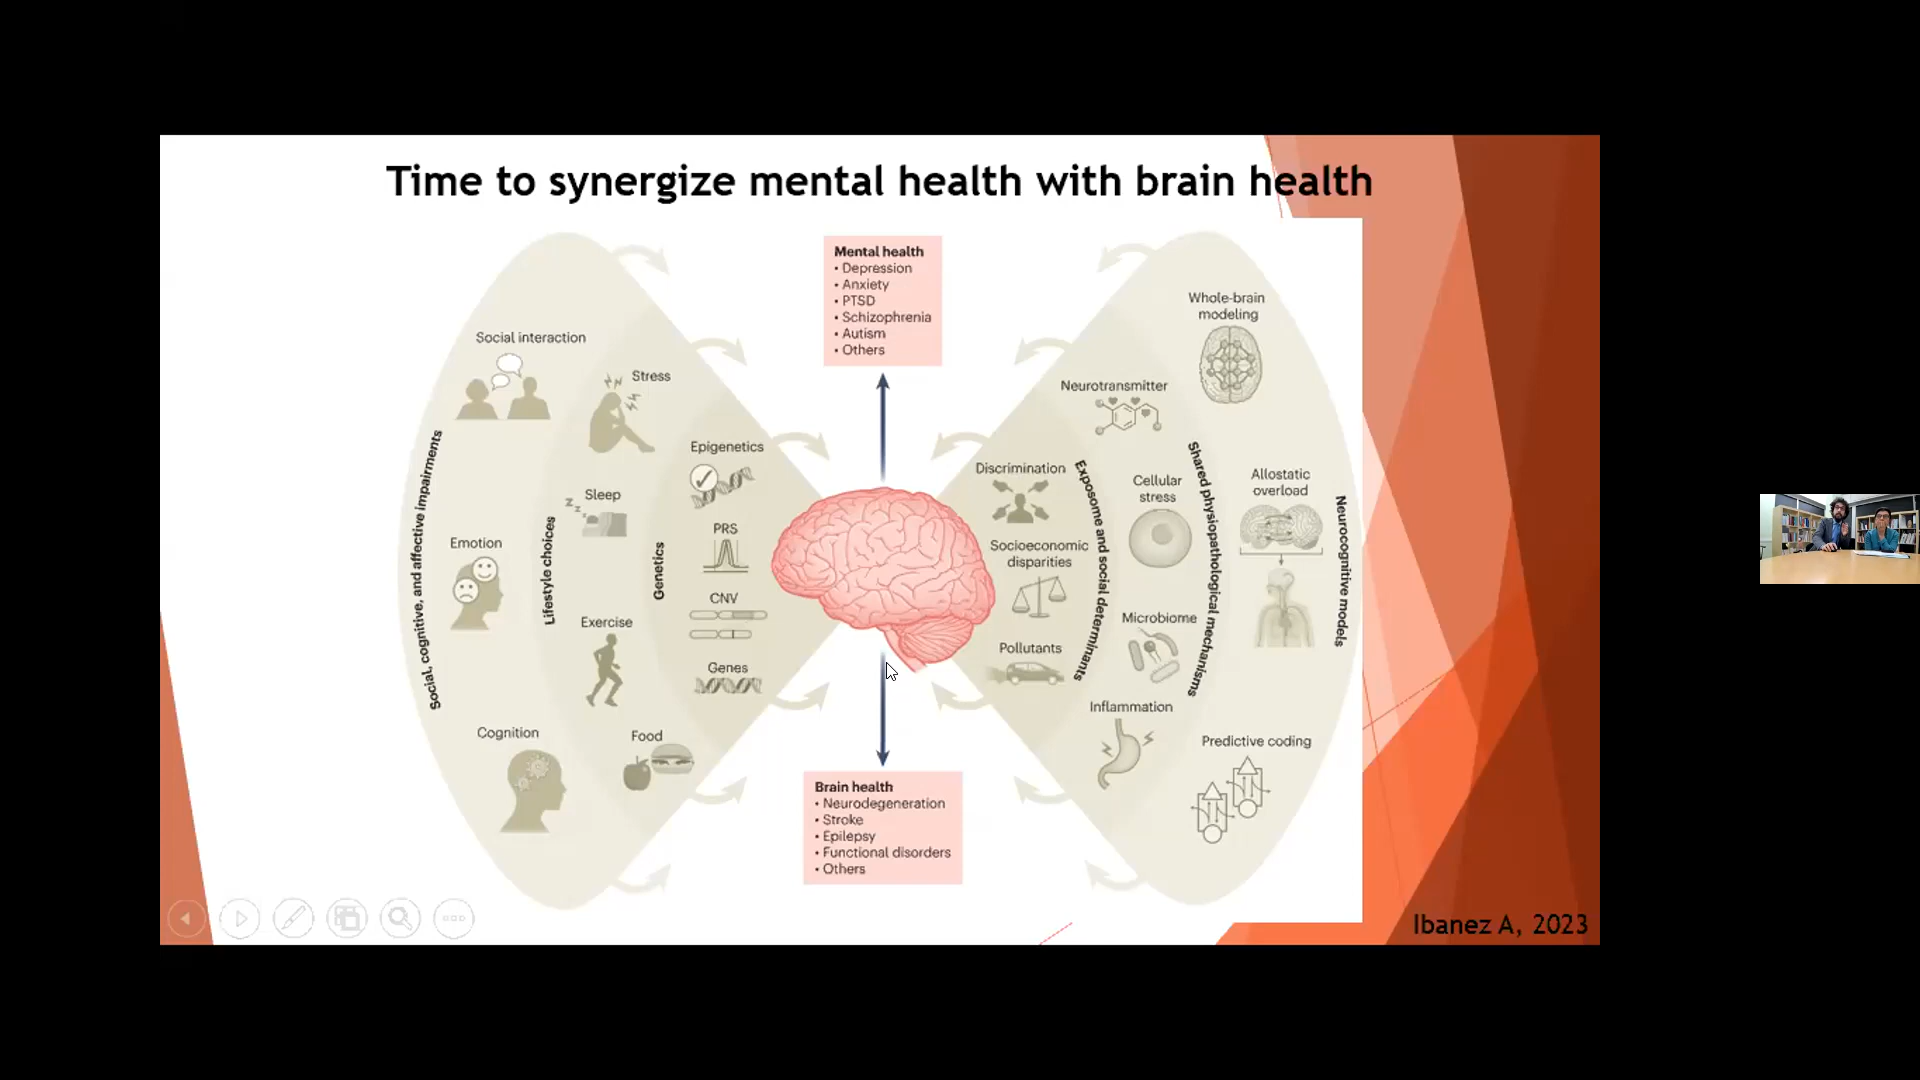 Time to synergize mental health with brain health
Mental health
• Depression
• Anxiety
• PTSD
• Schizophrenia
• Autism
• Others
Social interaction
Stress
Epigenetics
Sleep
PRS
Emotion
CNV
Exercise
Genes
Cognition
Food
Social, cognitive, and affective impairments
Lifestyle choices
Genetics
Whole-brain
modeling
Neurotransmitter
Discrimination
Cellular
stress
Allostatic
overload
Socioeconomic
disparities
Microbiome
Pollutants
Inflammation
Predictive coding
Exposome and social determinants
Shared physiopathological mechanisms
Neurocognitive models
Brain health
• Neurodegeneration
• Stroke
• Epilepsy
• Functional disorders
• Others
z z z
Ibanez A, 2023